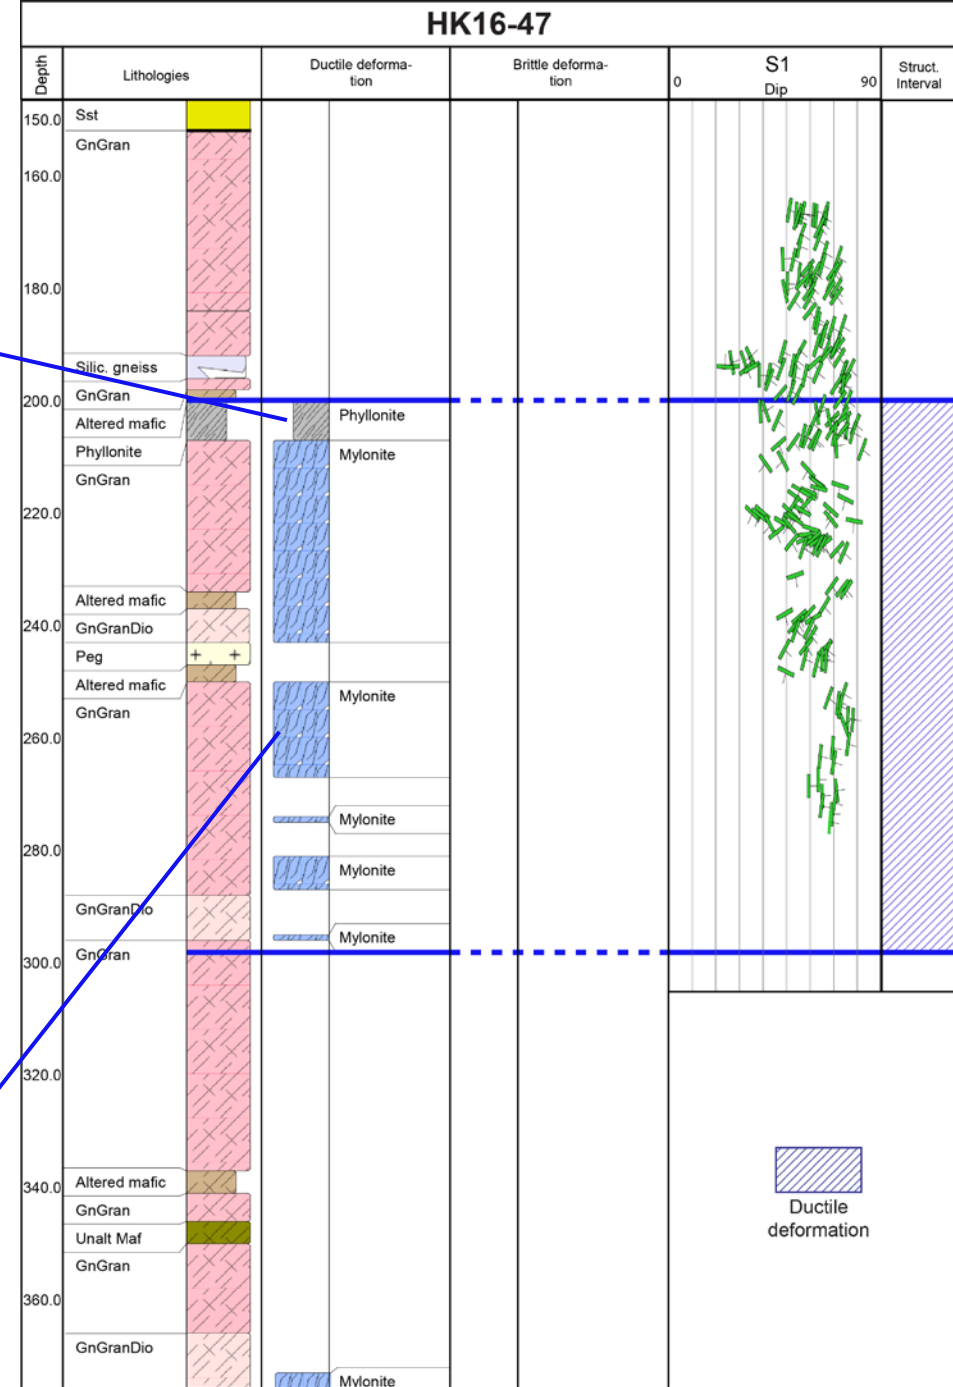 HK16-47
Depth
Lithologies
Ductile deforma-
tion
Brittle deforma-
tion
S1
0
90
Dip
Struct.
Interval
150.0
Sst
GnGran
160.0
180.0
Silic. gneiss
GnGran
200.0
Altered mafic
Phyllonite
Phyllonite
Mylonite
GnGran
220.0
Altered mafic
240.0
GnGranDio
Peg
Altered mafic
Mylonite
GnGran
260.0
Mylonite
280.0
Mylonite
GnGranDio
Mylonite
GnGran
300.0
320.0
340.0
Altered mafic
GnGran
Unalt Maf
GnGran
Ductile
deformation
360.0
GnGranDio
Mylonite